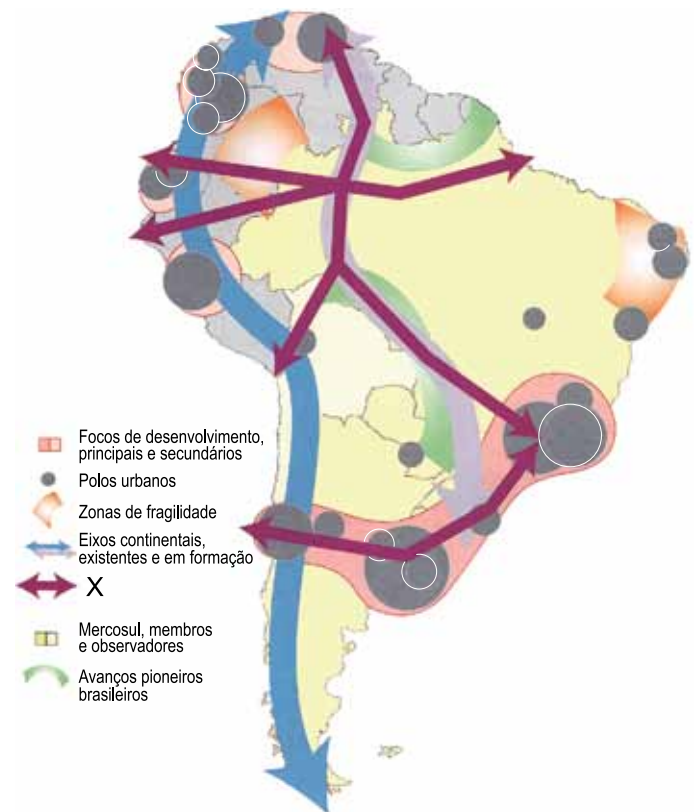 Focos de desenvolvimento,
principais e secundários
Polos urbanos
Zonas de fragilidade
Eixos continentais,
existentes e em formação
X
Mercosul, membros
e observadores
Avanços pioneiros
brasileiros